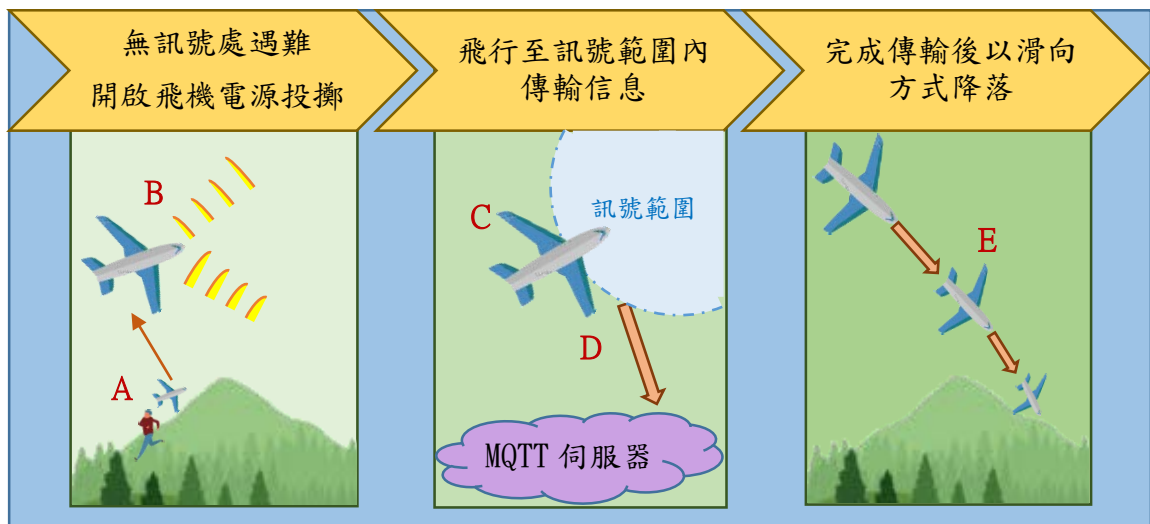 無訊號處遇難
開啟飛機電源投擲
飛行至訊號範圍內
傳輸信息
完成傳輸後以滑向
方式降落
B
A
C
訊號範圍
D
MQTT 伺服器
E